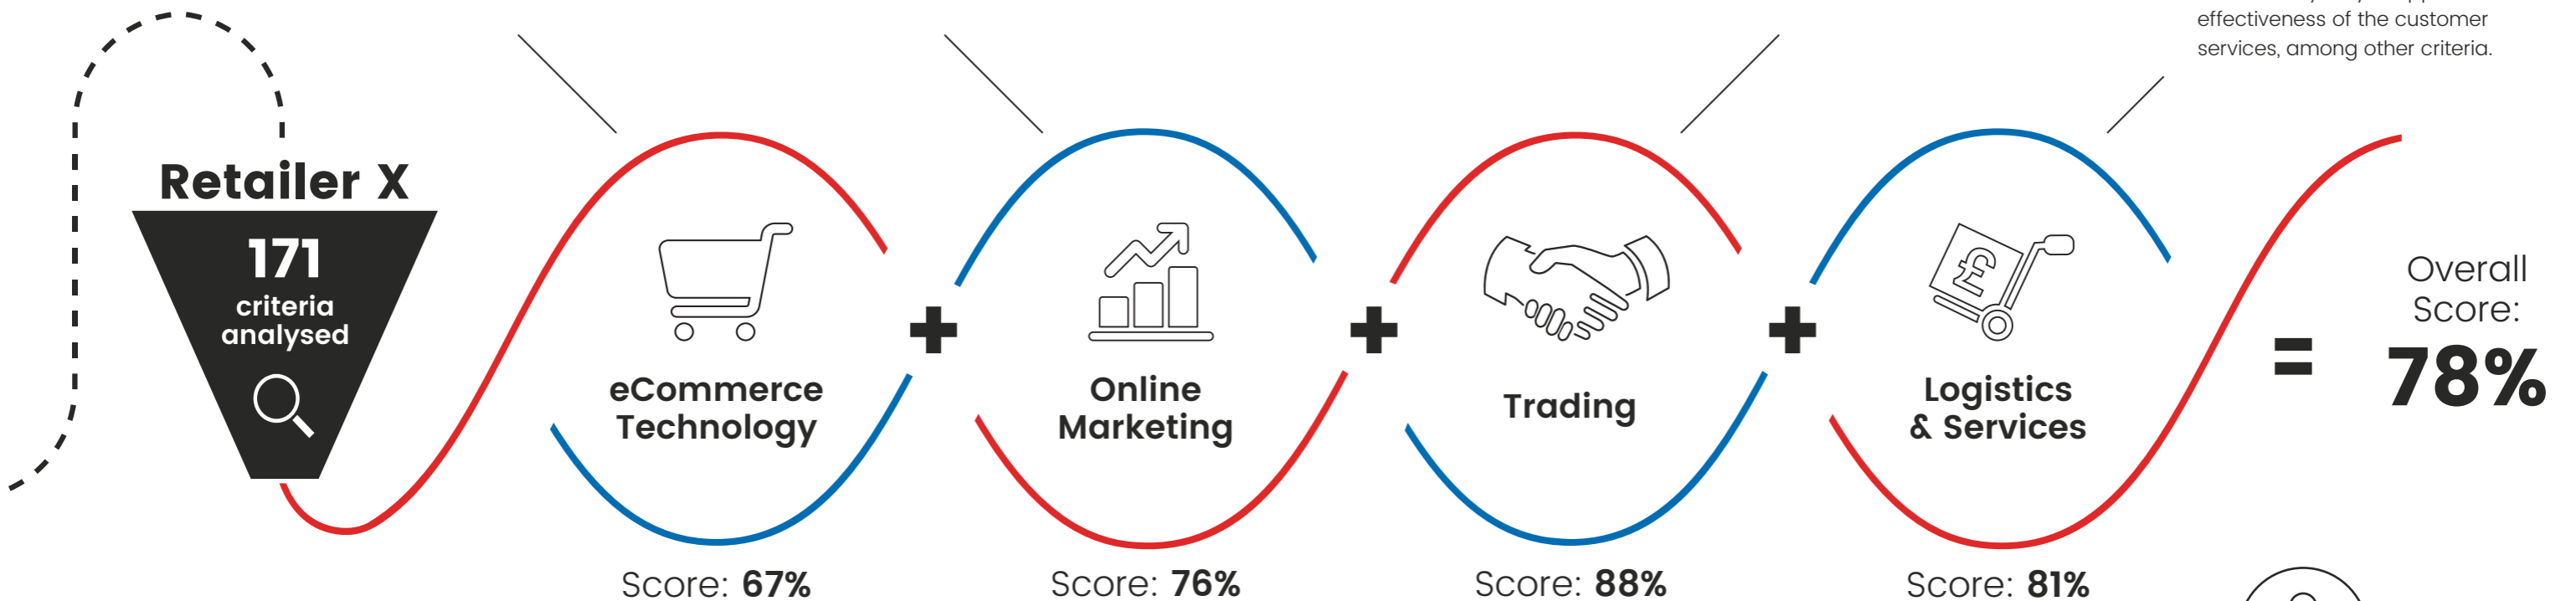 effectiveness of the customer
services, among other criteria.
Retailer X
171
criteria
analysed
eCommerce
Technology
Score: 67%
+
Online
Marketing
Score: 76%
+
Trading
Score: 88%
+
£
Logistics
& Services
Score: 81%
=
Overall
Score:
78%